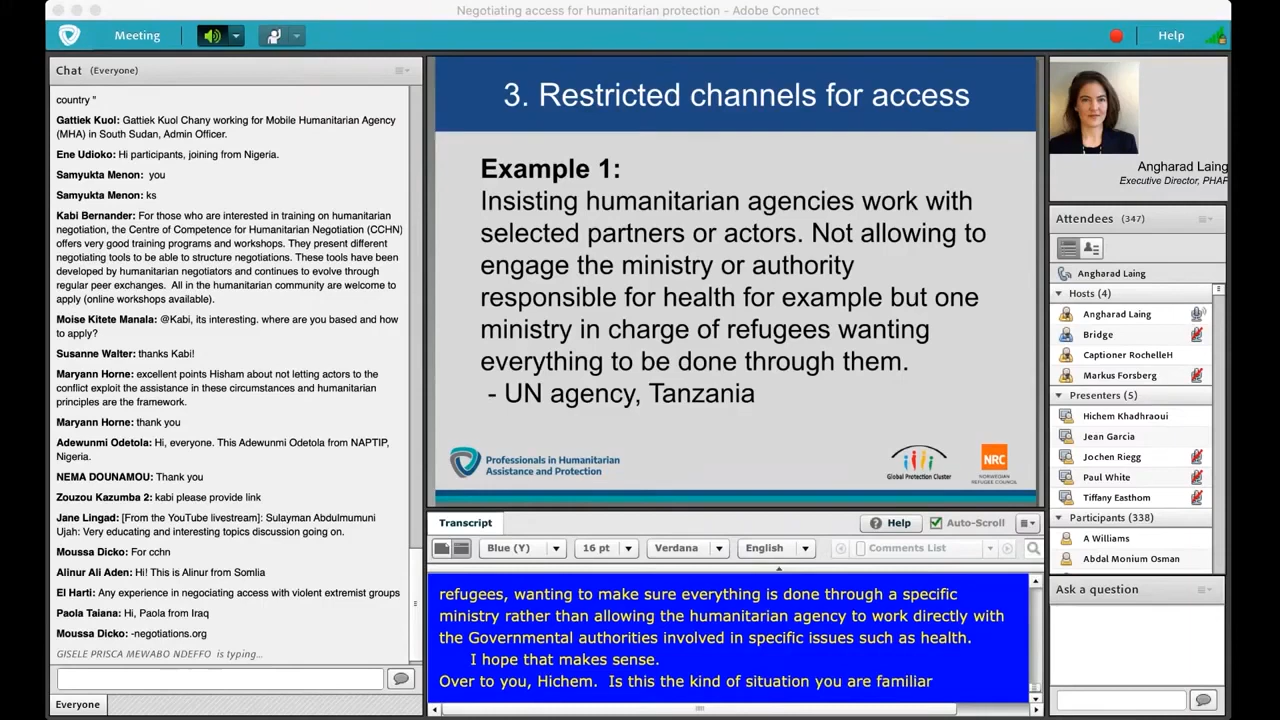 Negotiating access for humanitarian protection - Adobe Connect
Meeting
Help
Chat (Everyone)
country "
Gattiek Kuol: Gattiek Kuol Chany working for Mobile Humanitarian Agency
(MHA) in South Sudan, Admin Officer.
Ene Udioko: Hi participants, joining from Nigeria.
Samyukta Menon: you
Samyukta Menon: ks
Kabi Bernander: For those who are interested in training on humanitarian
negotiation, the Centre of Competence for Humanitarian Negotiation (CCHN)
offers very good training programs and workshops. They present different
negotiating tools to be able to structure negotiations. These tools have been
developed by humanitarian negotiators and continues to evolve through
regular peer exchanges. All in the humanitarian community are welcome to
apply (online workshops available).
Moise Kitete Manala: @Kabi, its interesting. where are you based and how
to apply?
Susanne Walter: thanks Kabi!
Maryann Horne: excellent points Hisham about not letting actors to the
conflict exploit the assistance in these circumstances and humanitarian
principles are the framework.
Maryann Horne: thank you
Adewunmi Odetola: Hi, everyone. This Adewunmi Odetola from NAPTIP,
Nigeria.
NEMA DOUNAMOU: Thank you
Zouzou Kazumba 2: kabi please provide link
Jane Lingad: [From the YouTube livestream]: Sulayman Abdulmumuni
Ujah: Very educating and interesting topics discussion going on.
Moussa Dicko: For cchn
Alinur Ali Aden: Hi! This is Alinur from Somlia
El Harti: Any experience in negociating access with violent extremist groups
Paola Taiana: Hi, Paola from Iraq
Moussa Dicko: -negotiations.org
GISELE PRISCA MEWABO NDEFFO is typing...
Everyone
3. Restricted channels for access
Example 1:
Insisting humanitarian agencies work with
selected partners or actors. Not allowing to
engage the ministry or authority
responsible for health for example but one
ministry in charge of refugees wanting
everything to be done through them.
- UN agency, Tanzania
Professionals in Humanitarian
Assistance and Protection
Global Protection Cluster
NRC
NORWEGIAN
REFUGEE COUNCIL
Transcript
Help
Auto-Scroll
Blue (Y)
16 pt
Verdana
English
Comments List
refugees, wanting to make sure everything is done through a specific
ministry rather than allowing the humanitarian agency to work directly with
the Governmental authorities involved in specific issues such as health.
I hope that makes sense.
Over to you, Hichem. Is this the kind of situation you are familiar
Angharad Laing
Executive Director, PHAP
Attendees (347)
Angharad Laing
Hosts (4)
Angharad Laing
Bridge
Captioner RochelleH
Markus Forsberg
Presenters (5)
Hichem Khadhraoui
Jean Garcia
Jochen Riegg
Paul White
Tiffany Easthom
Participants (338)
A Williams
Abdal Monium Osman
Ask a question